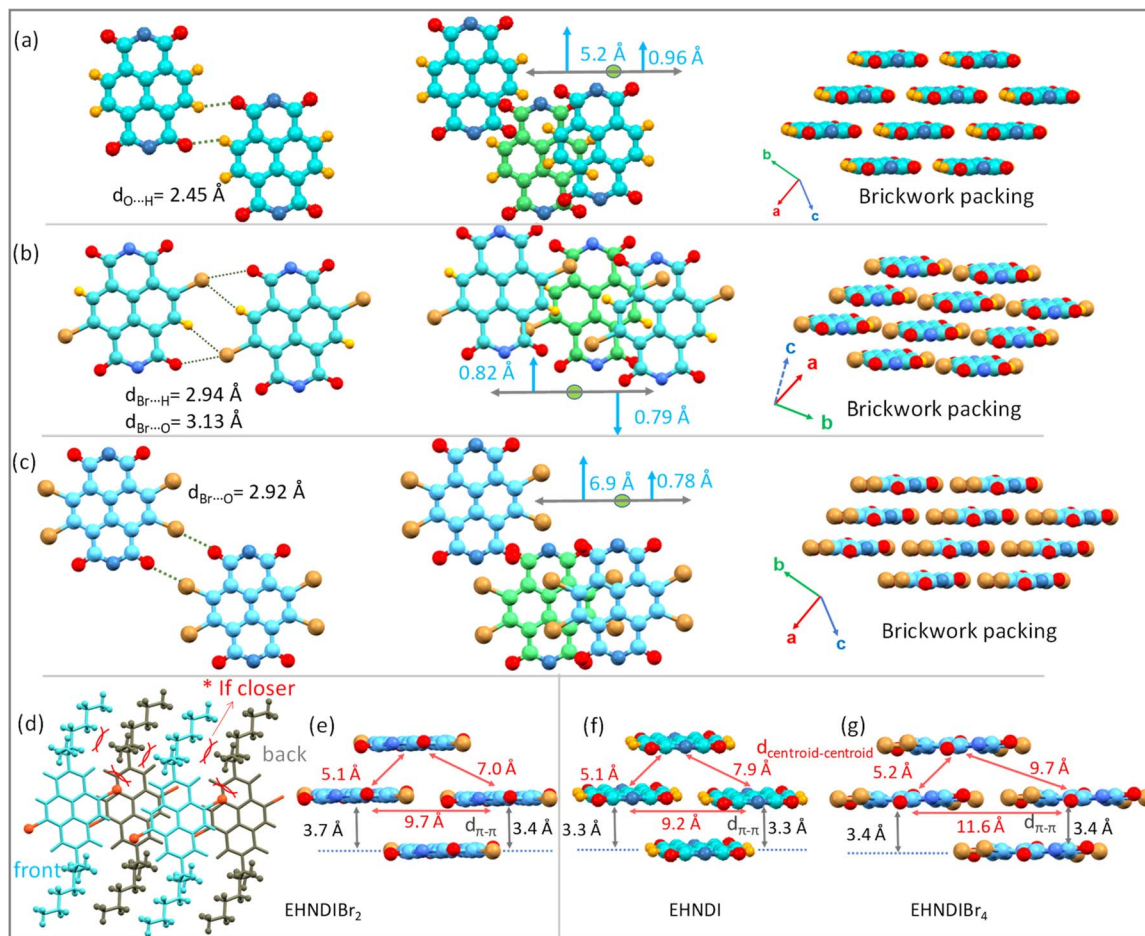 (a)
5.2 Å
0.96 Å
d_O···H = 2.45 Å
b
a
c
Brickwork packing
(b)
d_Br···H = 2.94 Å
d_Br···O = 3.13 Å
0.82 Å
0.79 Å
c
a
b
Brickwork packing
(c)
d_Br···O = 2.92 Å
6.9 Å
0.78 Å
b
a
c
Brickwork packing
(d)
* If closer
back
front
(e)
5.1 Å
7.0 Å
3.7 Å
9.7 Å
d_π-π
3.4 Å
EHNDIBr₂
(f)
d_centroid-centroid
5.1 Å
7.9 Å
3.3 Å
9.2 Å
d_π-π
3.3 Å
EHNDI
(g)
5.2 Å
9.7 Å
3.4 Å
11.6 Å
d_π-π
3.4 Å
EHNDIBr₄